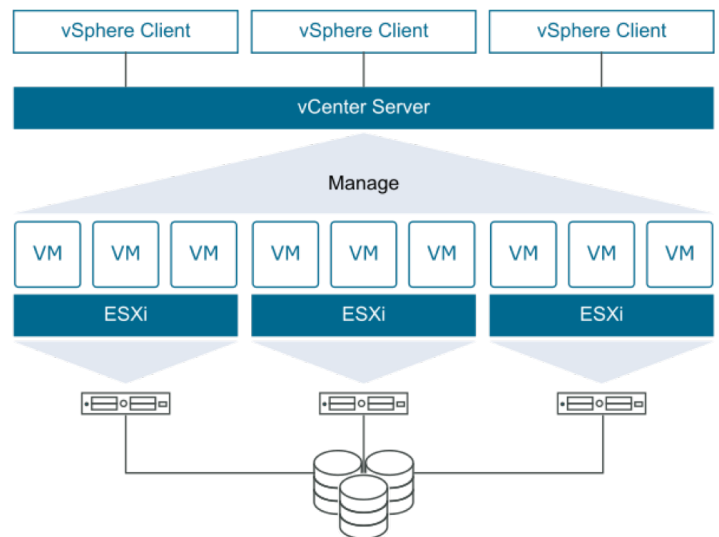 vSphere Client
vSphere Client
vSphere Client
vCenter Server
Manage
VM
VM
VM
VM
VM
VM
VM
VM
VM
ESXi
ESXi
ESXi